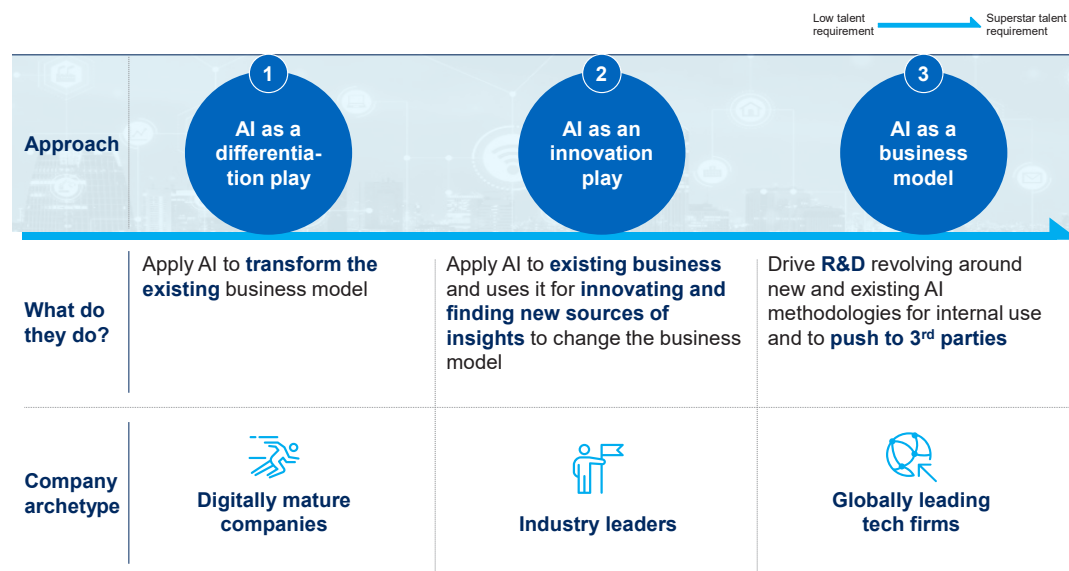 Low talent
requirement
Superstar talent
requirement
Approach
1
AI as a
differentia-
tion play
2
AI as an
innovation
play
3
AI as a
business
model
What do
they do?
Apply AI to transform the
existing business model
Apply AI to existing business
and uses it for innovating and
finding new sources of
insights to change the business
model
Drive R&D revolving around
new and existing AI
methodologies for internal use
and to push to 3rd parties
Company
archetype
Digitally mature
companies
Industry leaders
Globally leading
tech firms